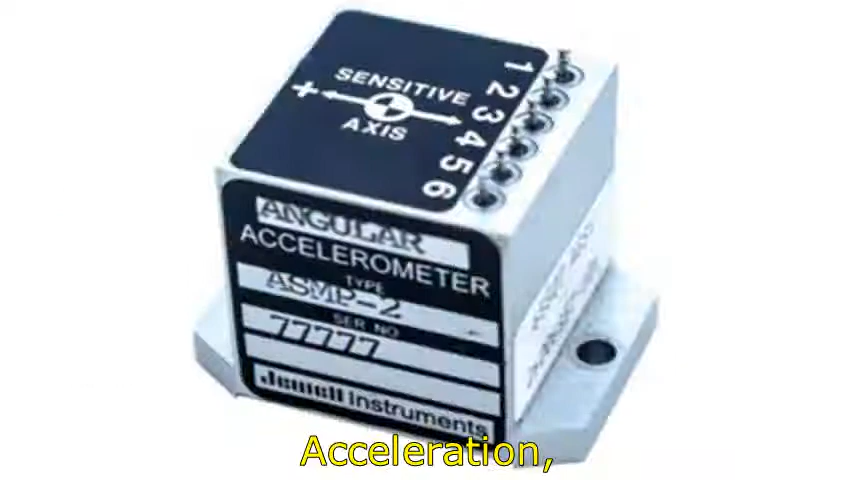 SENSITIVE
+
AXIS
1
2
3
4
5
6
ANGULAR
ACCELEROMETER
TYPE
ASMP-2
SER NO
77777
Jewell Instruments
Acceleration,